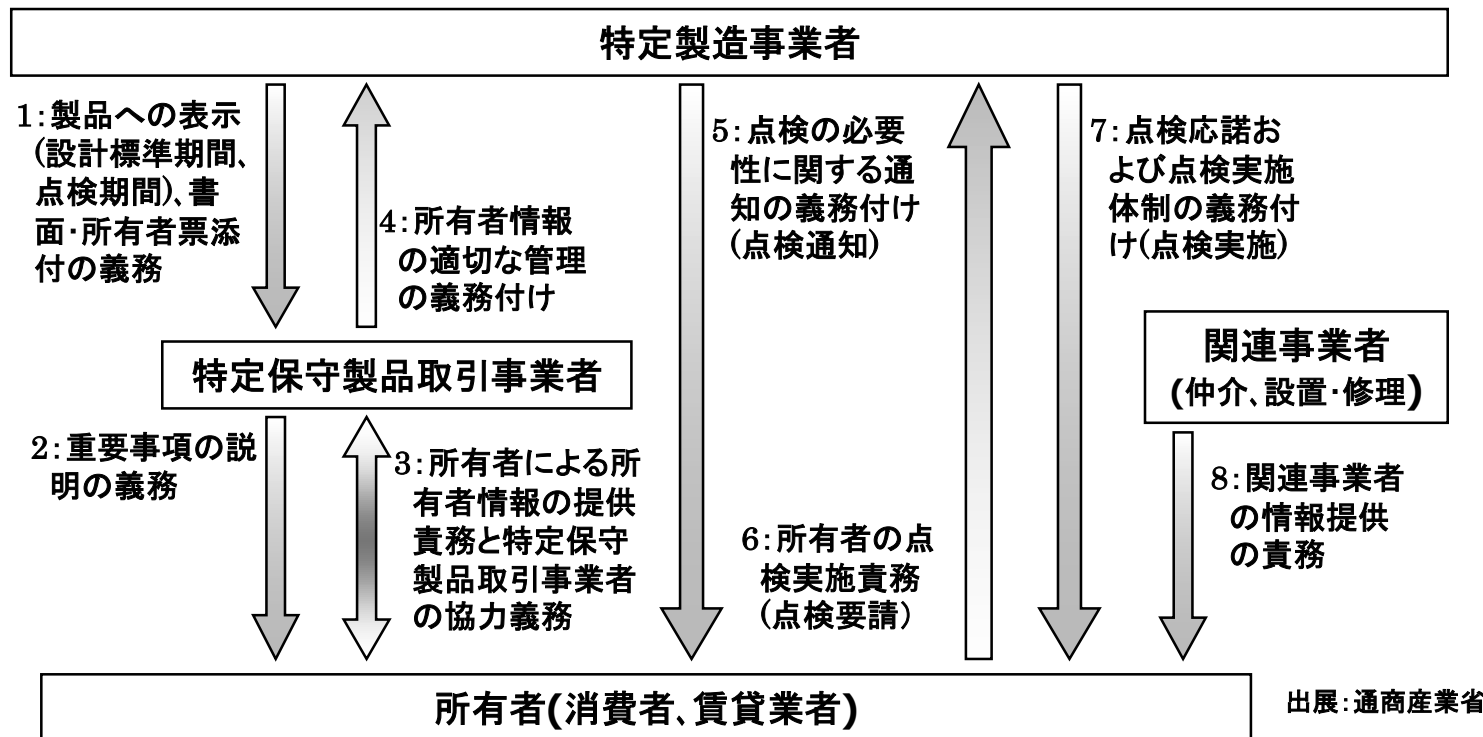 特定製造事業者
1:製品への表示
(設計標準期間、
点検期間)、書
面・所有者票添
付の義務
4:所有者情報
の適切な管理
の義務付け
5:点検の必要
性に関する通
知の義務付け
(点検通知)
7:点検応諾お
よび点検実施
体制の義務付
け(点検実施)
特定保守製品取引事業者
関連事業者
(仲介、設置・修理)
2:重要事項の説
明の義務
3:所有者による所
有者情報の提供
責務と特定保守
製品取引事業者
の協力義務
6:所有者の点
検実施責務
(点検要請)
8:関連事業者
の情報提供
の責務
所有者(消費者、賃貸業者)
出展:通商産業省